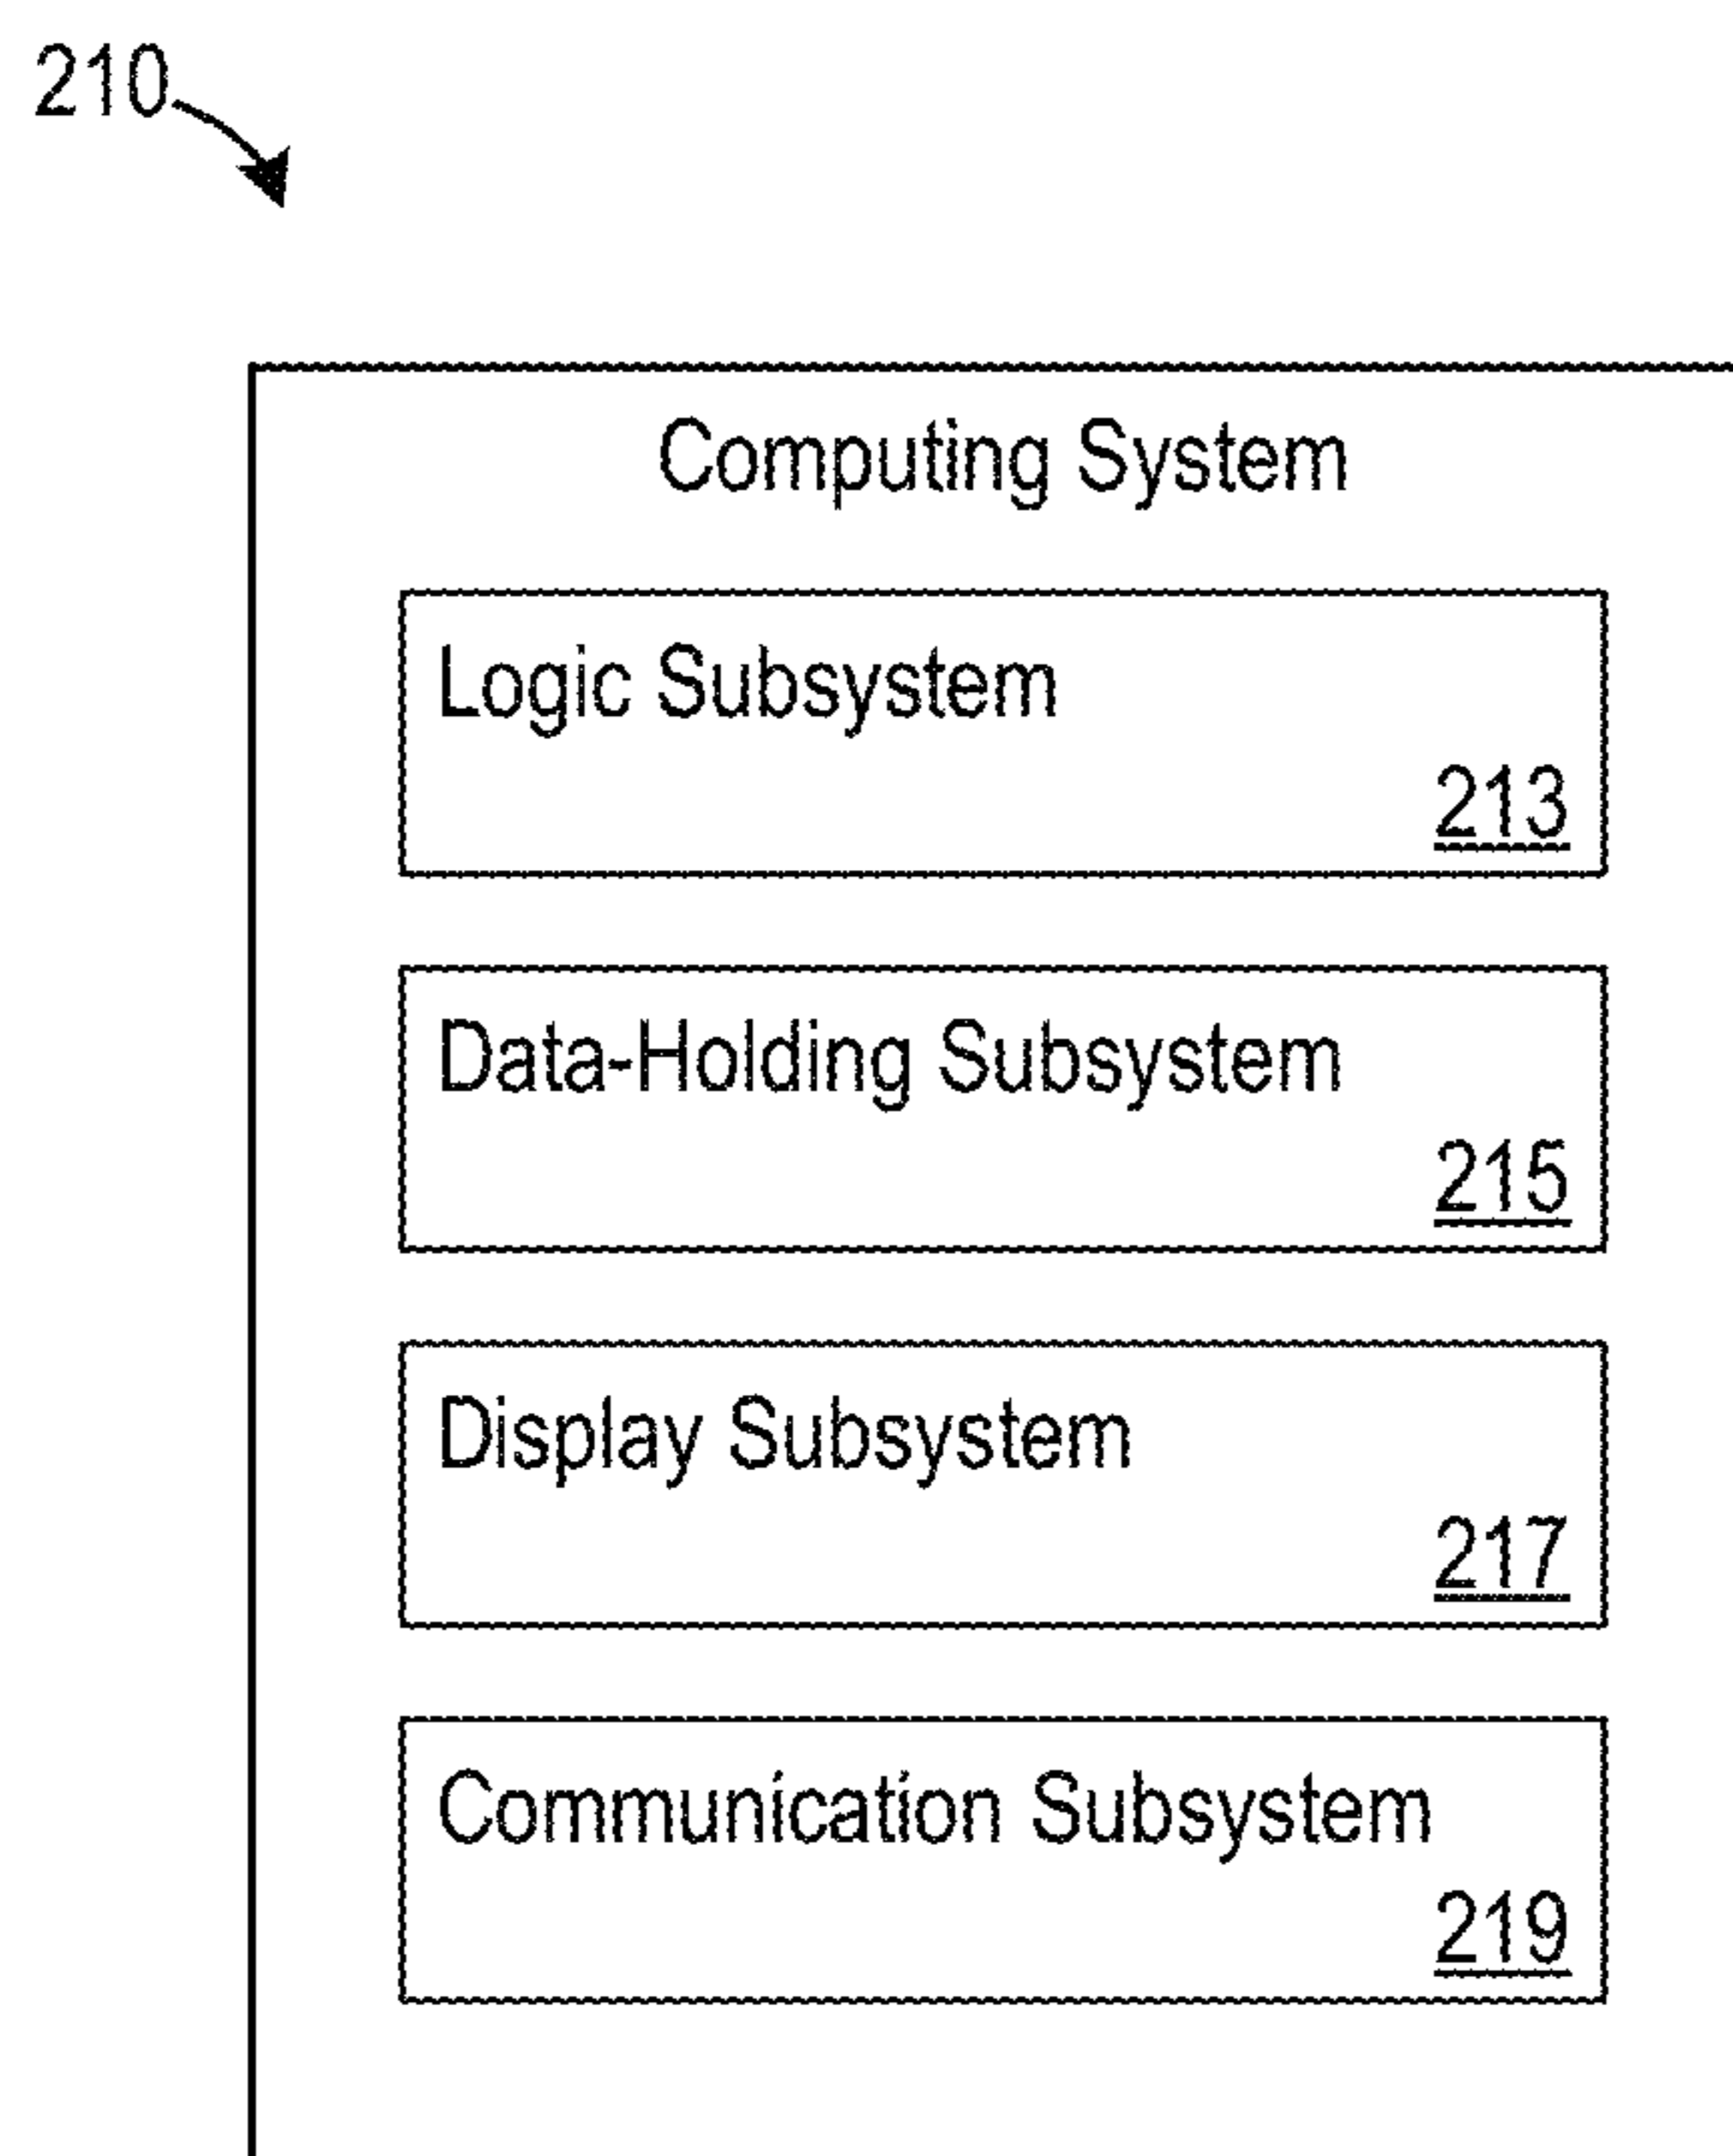 210
Computing System
Logic Subsystem
213
Data-Holding Subsystem
215
Display Subsystem
217
Communication Subsystem
219